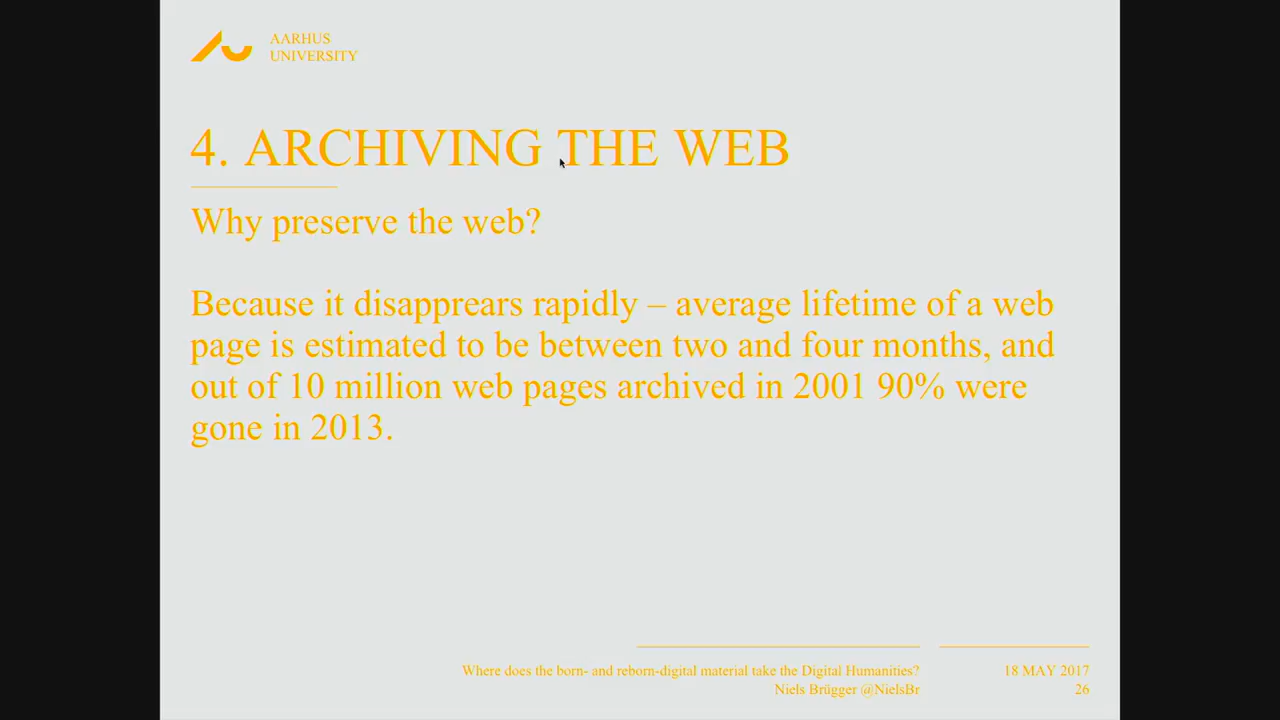 AARHUS
UNIVERSITY
4. ARCHIVING THE WEB
Why preserve the web?
Because it disapprears rapidly – average lifetime of a web
page is estimated to be between two and four months, and
out of 10 million web pages archived in 2001 90% were
gone in 2013.
Where does the born- and reborn-digital material take the Digital Humanities?
Niels Brügger @NielsBr
18 MAY 2017
26